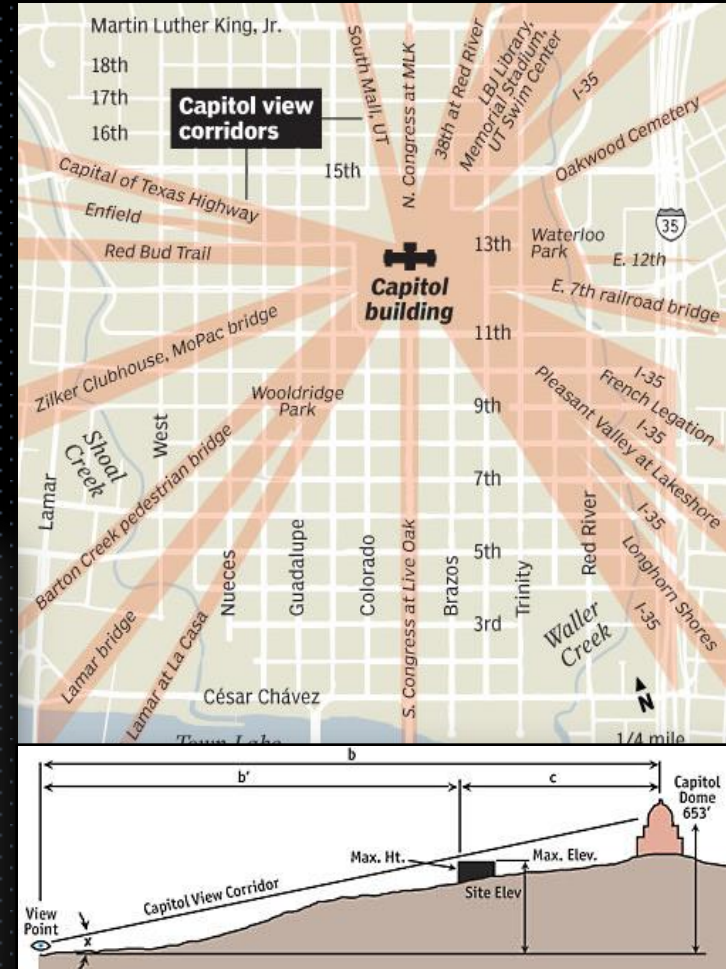 Martin Luther King, Jr.
18th
17th
16th
Capitol view
corridors
15th
South Mall, UT
N. Congress at MLK
38th at Red River
LBJ Library,
Memorial Stadium,
UT Swim Center
I-35
Oakwood Cemetery
Capital of Texas Highway
Enfield
Red Bud Trail
13th
Waterloo
Park
35
E. 12th
Capitol
building
E. 7th railroad bridge
11th
Zilker Clubhouse, MoPac bridge
I-35
French Legation
I-35
Pleasant Valley at Lakeshore
Wooldridge
Park
9th
Shoal
Creek
West
Lamar
Barton Creek pedestrian bridge
7th
I-35
Longhorn Shores
I-35
Nueces
Guadalupe
Colorado
S. Congress at Live Oak
Brazos
5th
Trinity
Red River
3rd
Waller
Creek
Lamar bridge
Lamar at La Casa
César Chávez
N
Town Lake
1/4 mile
b
b'
c
Capitol
Dome
653'
Max. Ht.
Max. Elev.
Capitol View Corridor
Site Elev
View
Point
x